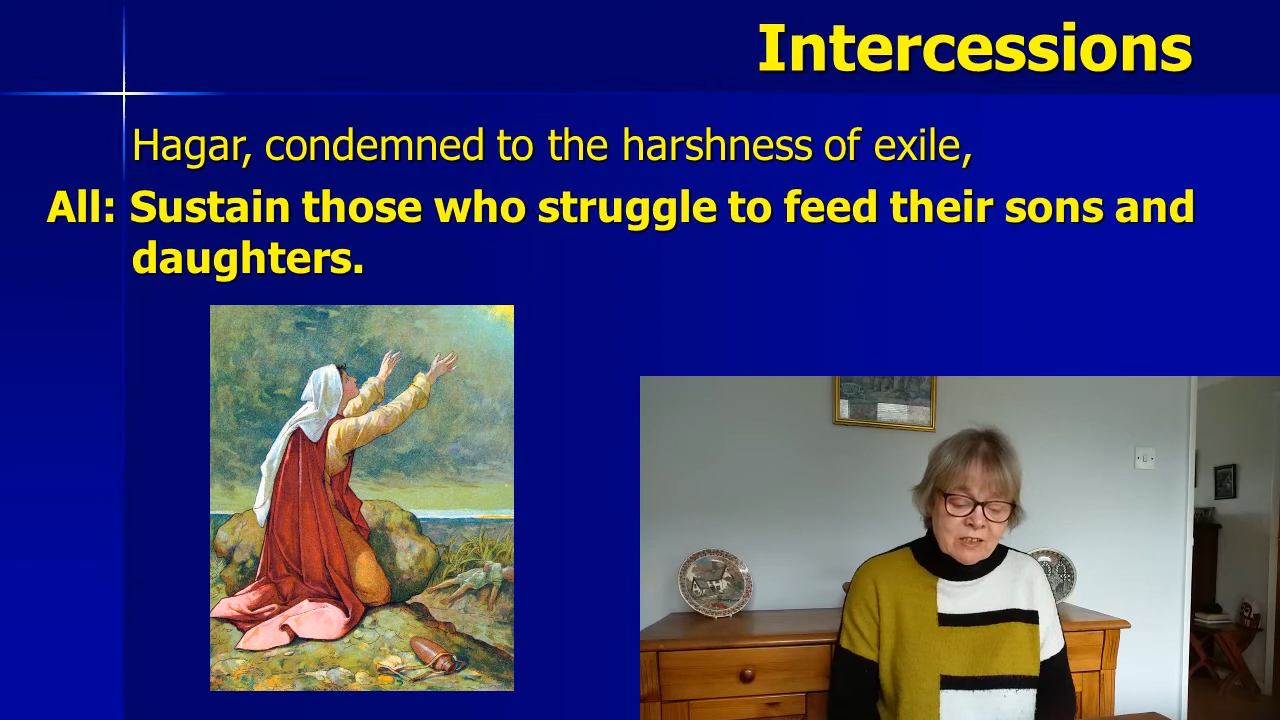 Intercessions
Hagar, condemned to the harshness of exile,
All: Sustain those who struggle to feed their sons and
daughters.